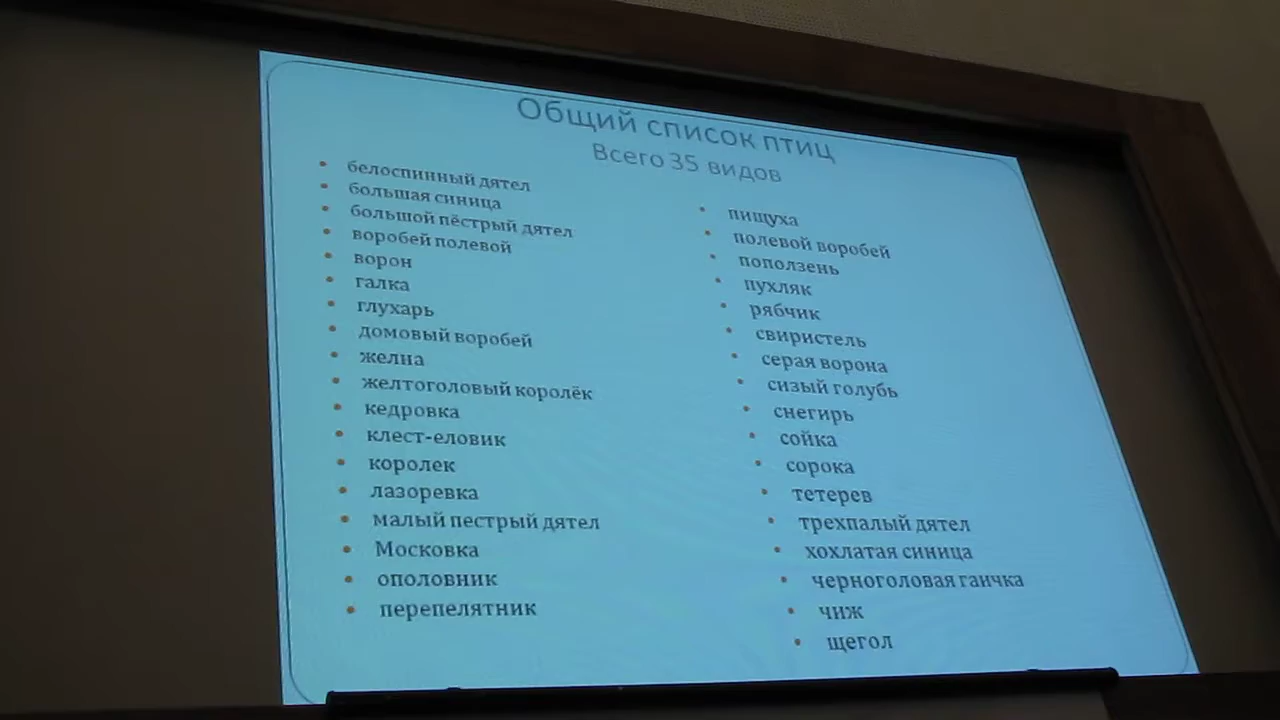 Общий список птиц
Всего 35 видов
белоспинный дятел
большая синица
большой пёстрый дятел
воробей полевой
ворон
галка
глухарь
домовый воробей
желна
желтоголовый королёк
кедровка
клест-еловик
королек
лазоревка
малый пестрый дятел
Московка
ополовник
перепелятник
пищуха
полевой воробей
поползень
пухляк
рябчик
свиристель
серая ворона
сизый голубь
снегирь
сойка
сорока
тетерев
трехпалый дятел
хохлатая синица
черноголовая гаичка
чиж
щегол